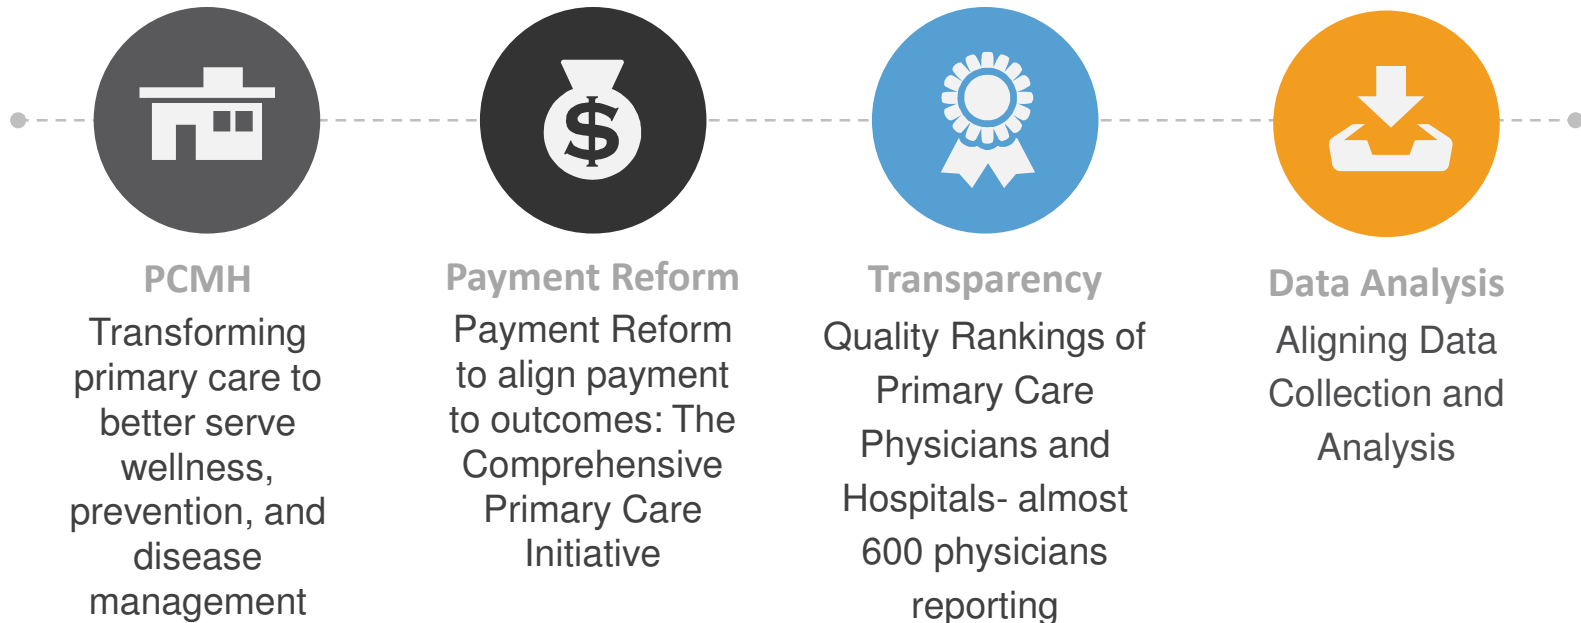 $
PCMH
Transforming
primary care to
better serve
wellness,
prevention, and
disease
management
Payment Reform
Payment Reform
to align payment
to outcomes: The
Comprehensive
Primary Care
Initiative
Transparency
Quality Rankings of
Primary Care
Physicians and
Hospitals- almost
600 physicians
reporting
Data Analysis
Aligning Data
Collection and
Analysis